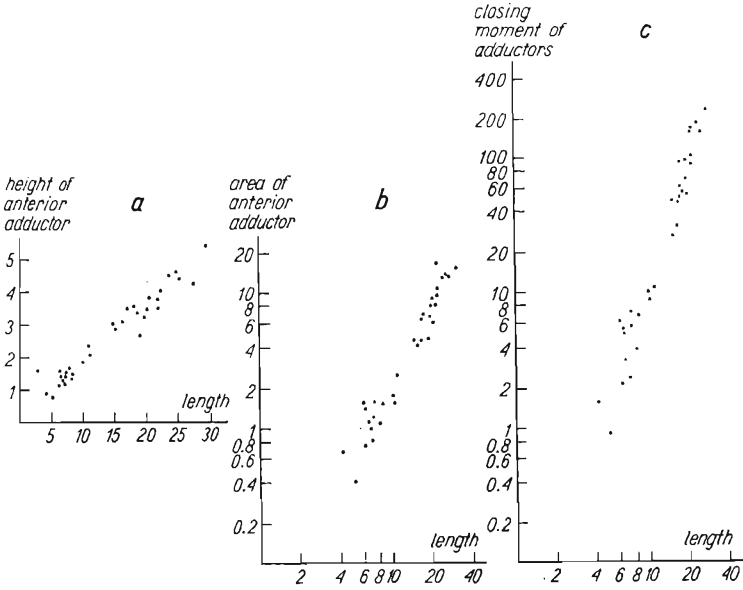 height of
anterior
adductor
a
5
4
3
2
1
length
5 10 15 20 25 30
area of
anterior
adductor
b
20
10
8
6
4
2
1
0.8
0.6
0.4
0.2
length
2 4 6 8 10 20 40
closing
moment of
adductors
c
400
200
100
80
60
40
20
10
8
6
4
2
1
0.8
0.6
0.4
0.2
length
.2 4 6 8 10 20 40